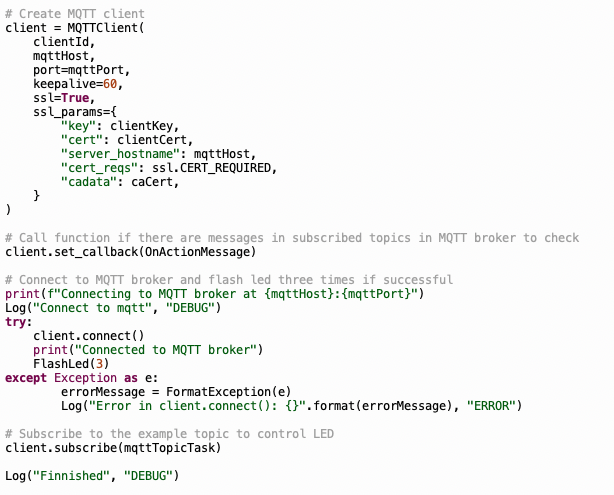 # Create MQTT client
client = MQTTClient(
    clientId,
    mqttHost,
    port=mqttPort,
    keepalive=60,
    ssl=True,
    ssl_params={
        "key": clientKey,
        "cert": clientCert,
        "server_hostname": mqttHost,
        "cert_reqs": ssl.CERT_REQUIRED,
        "cadata": caCert,
    }
)

# Call function if there are messages in subscribed topics in MQTT broker to check
client.set_callback(OnActionMessage)

# Connect to MQTT broker and flash led three times if successful
print(f"Connecting to MQTT broker at {mqttHost}:{mqttPort}")
Log("Connect to mqtt", "DEBUG")
try:
    client.connect()
    print("Connected to MQTT broker")
    FlashLed(3)
except Exception as e:
        errorMessage = FormatException(e)
        Log("Error in client.connect(): {}".format(errorMessage), "ERROR")

# Subscribe to the example topic to control LED
client.subscribe(mqttTopicTask)

Log("Finnished", "DEBUG")